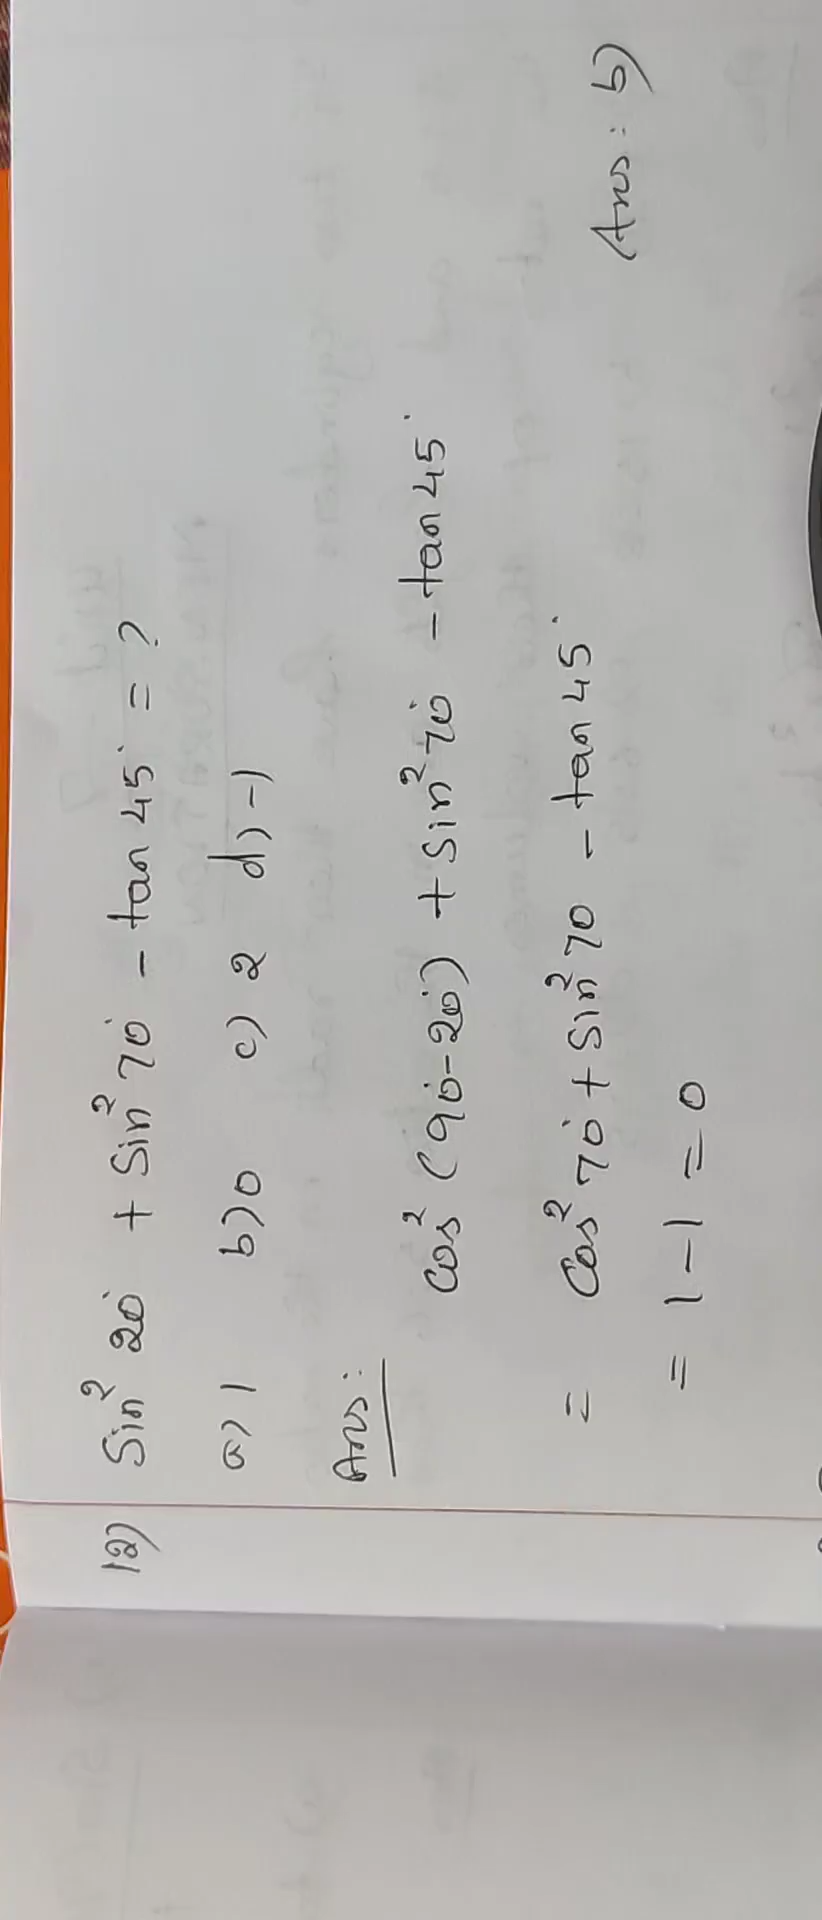 12) Sin² 20° + Sin² 70° - tan 45° = ?
a) 1 b) 0 c) 2 d) -1
Ans:
Cos² (90° - 20°) + Sin² 70° - tan 45°
= Cos² 70° + Sin² 70 - tan 45°
= 1 - 1 = 0
Ans: b)